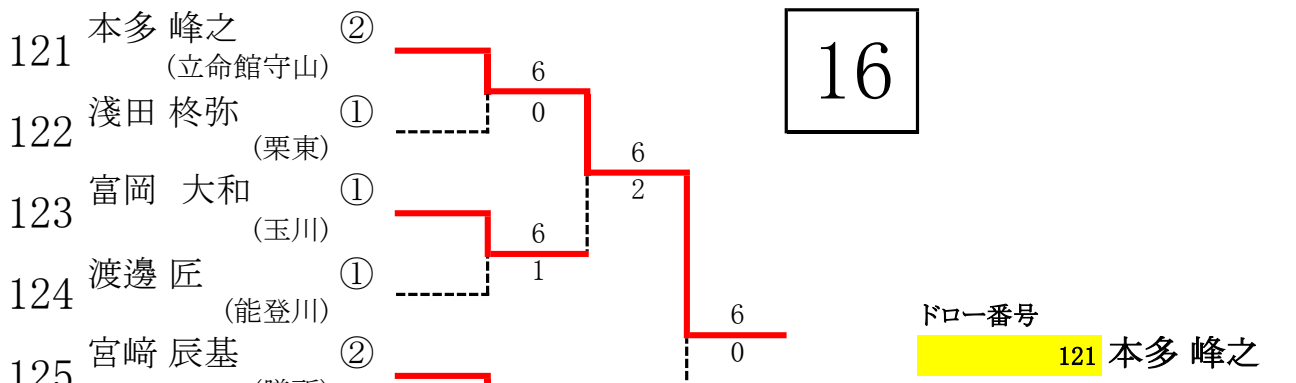 121 本多 峰之 ②
(立命館守山)
122 淺田 柊弥 ①
(栗東)
123 富岡 大和 ①
(玉川)
124 渡邊 匠 ①
(能登川)
125 宮﨑 辰基 ②
6
0
6
1
6
2
6
0
16
ドロー番号
121 本多 峰之